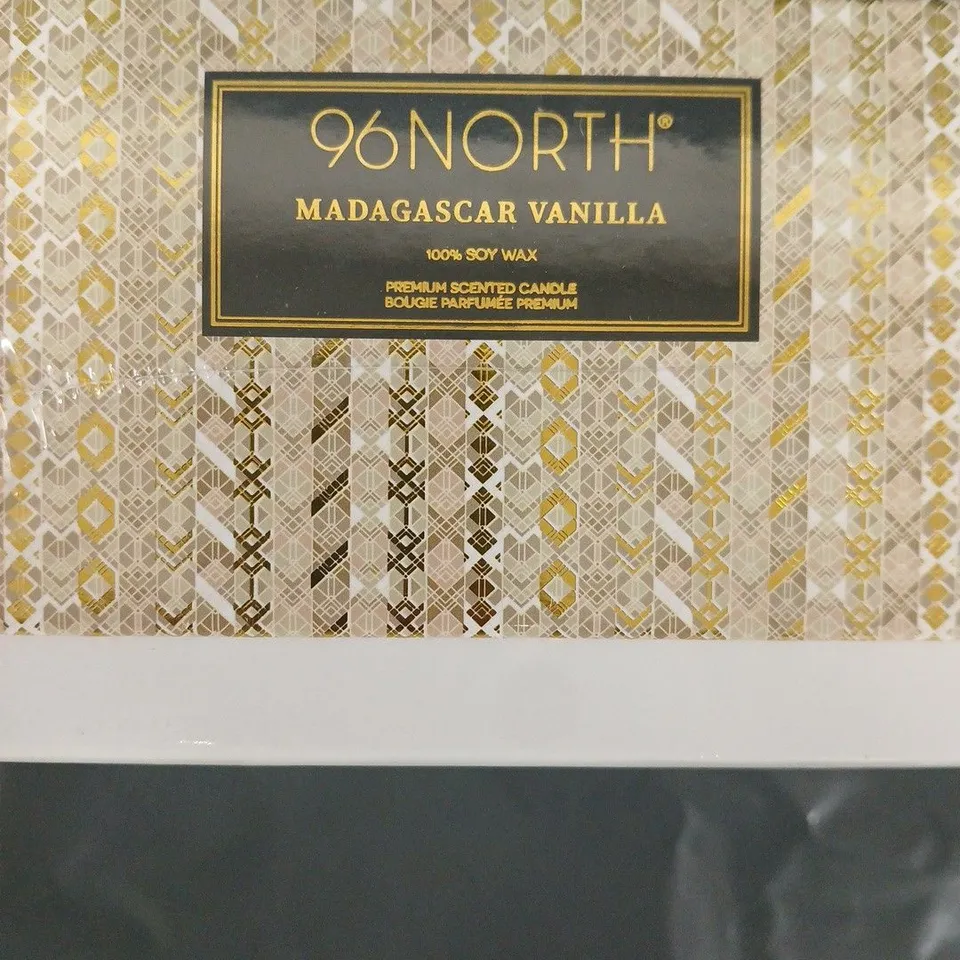 96NORTH®
MADAGASCAR VANILLA
100% SOY WAX
PREMIUM SCENTED CANDLE
BOUGIE PARFUMÉE PREMIUM